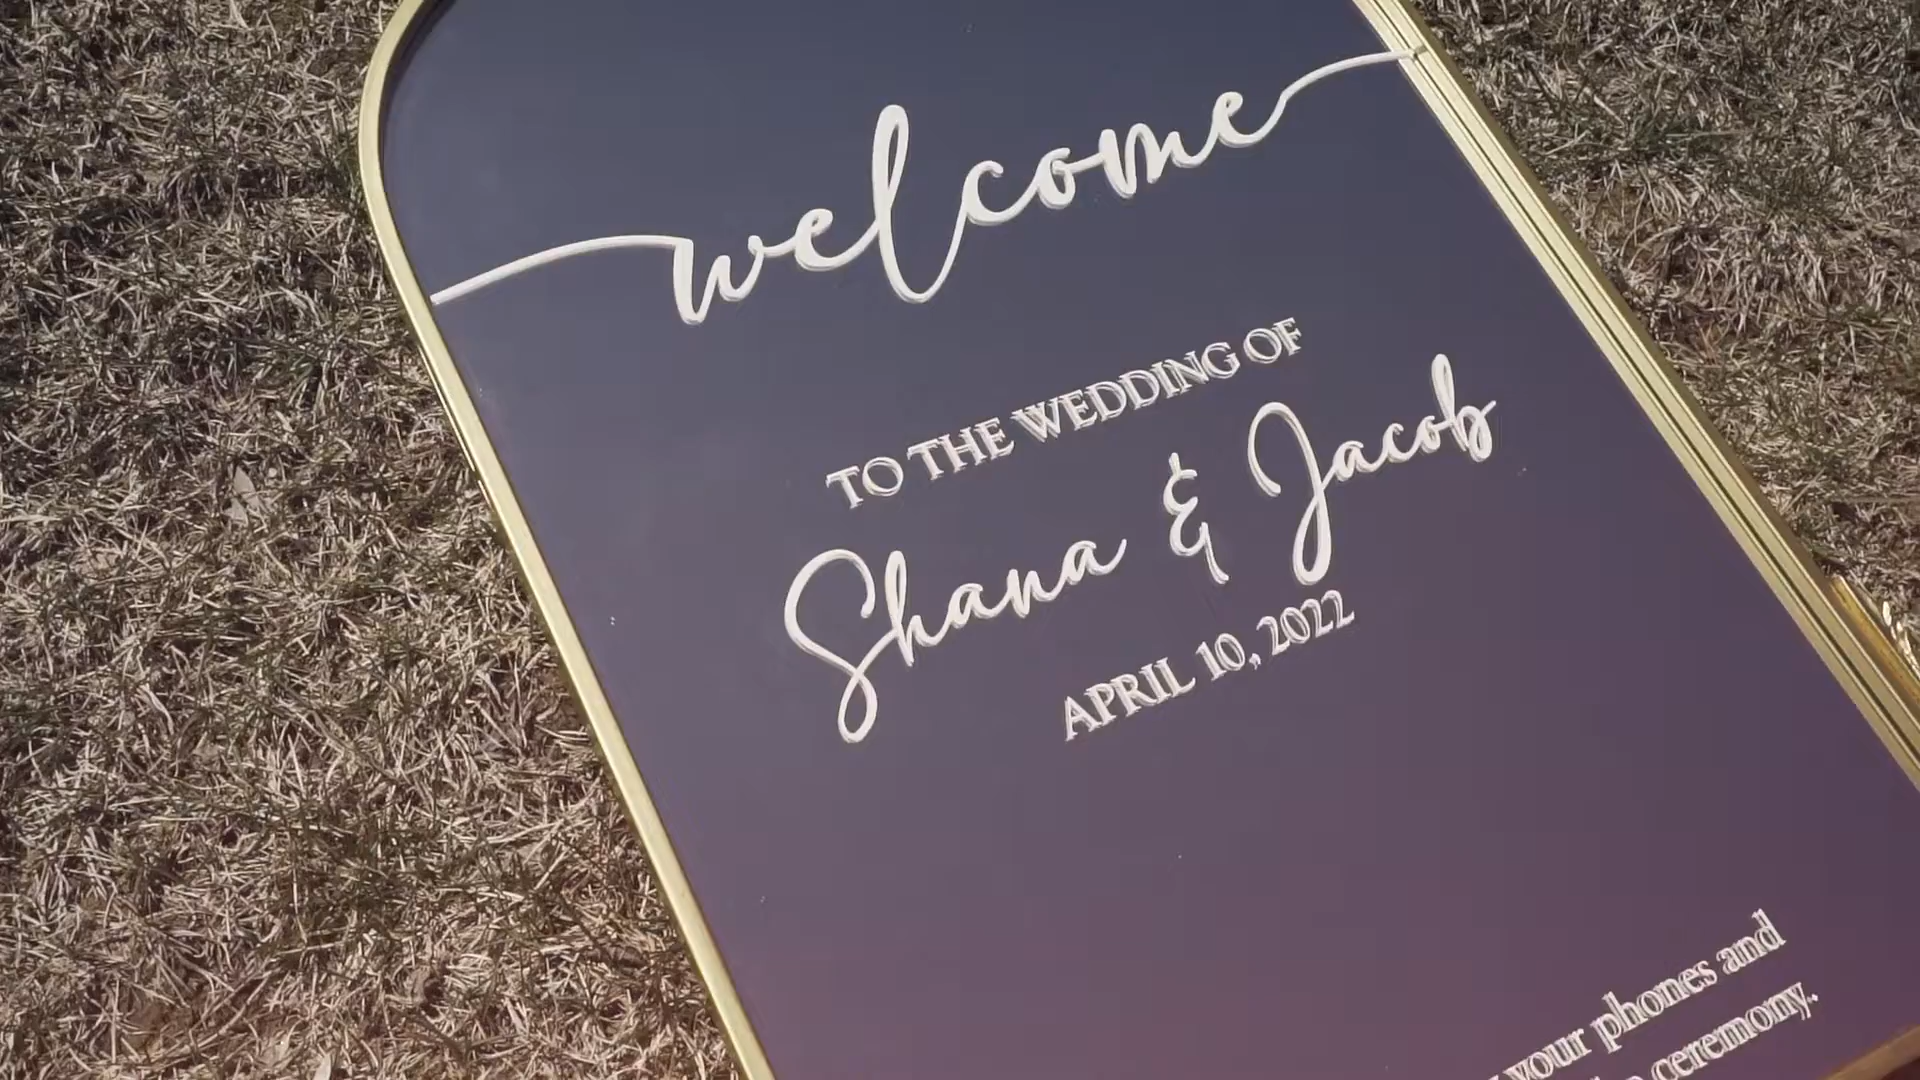 welcome
TO THE WEDDING OF
Shana & Jacob
APRIL 10, 2022
your phones and
ceremony.